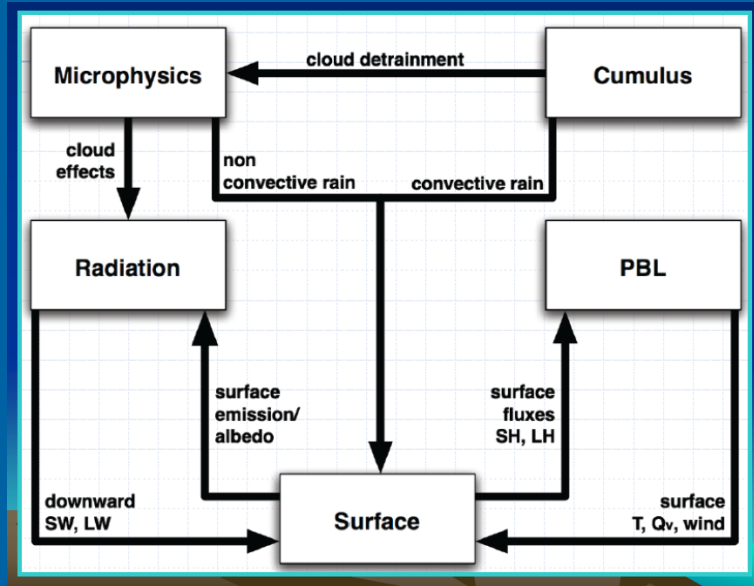 Microphysics
cloud detrainment
Cumulus
cloud
effects
non
convective rain
convective rain
Radiation
PBL
surface
emission/
albedo
surface
fluxes
SH, LH
downward
SW, LW
Surface
surface
T, Qv, wind